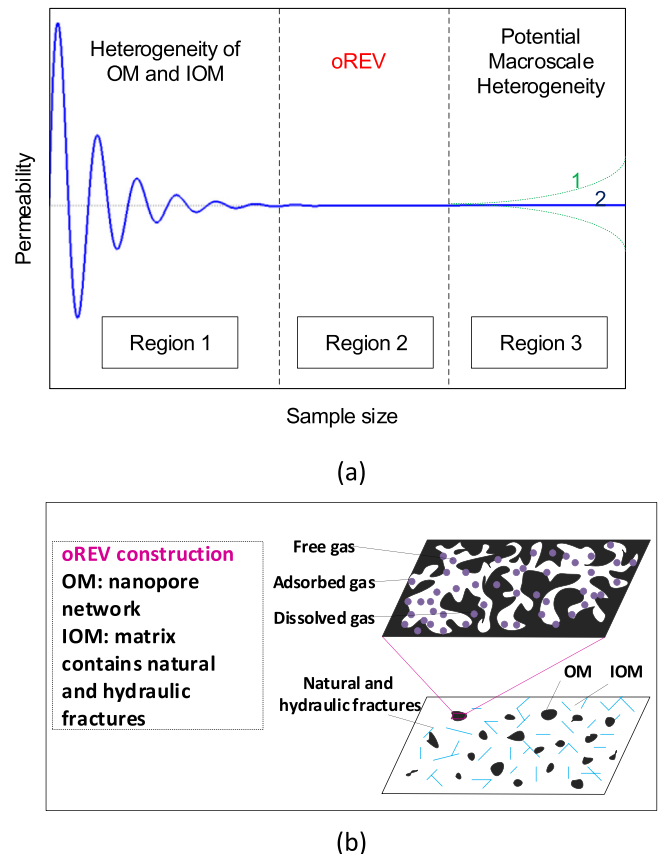 Heterogeneity of
OM and IOM
oREV
Potential
Macroscale
Heterogeneity
1
2
Permeability
Region 1
Region 2
Region 3
Sample size
(a)
oREV construction
OM: nanopore
network
IOM: matrix
contains natural
and hydraulic
fractures
Free gas
Adsorbed gas
Dissolved gas
Natural and
hydraulic fractures
OM
IOM
(b)